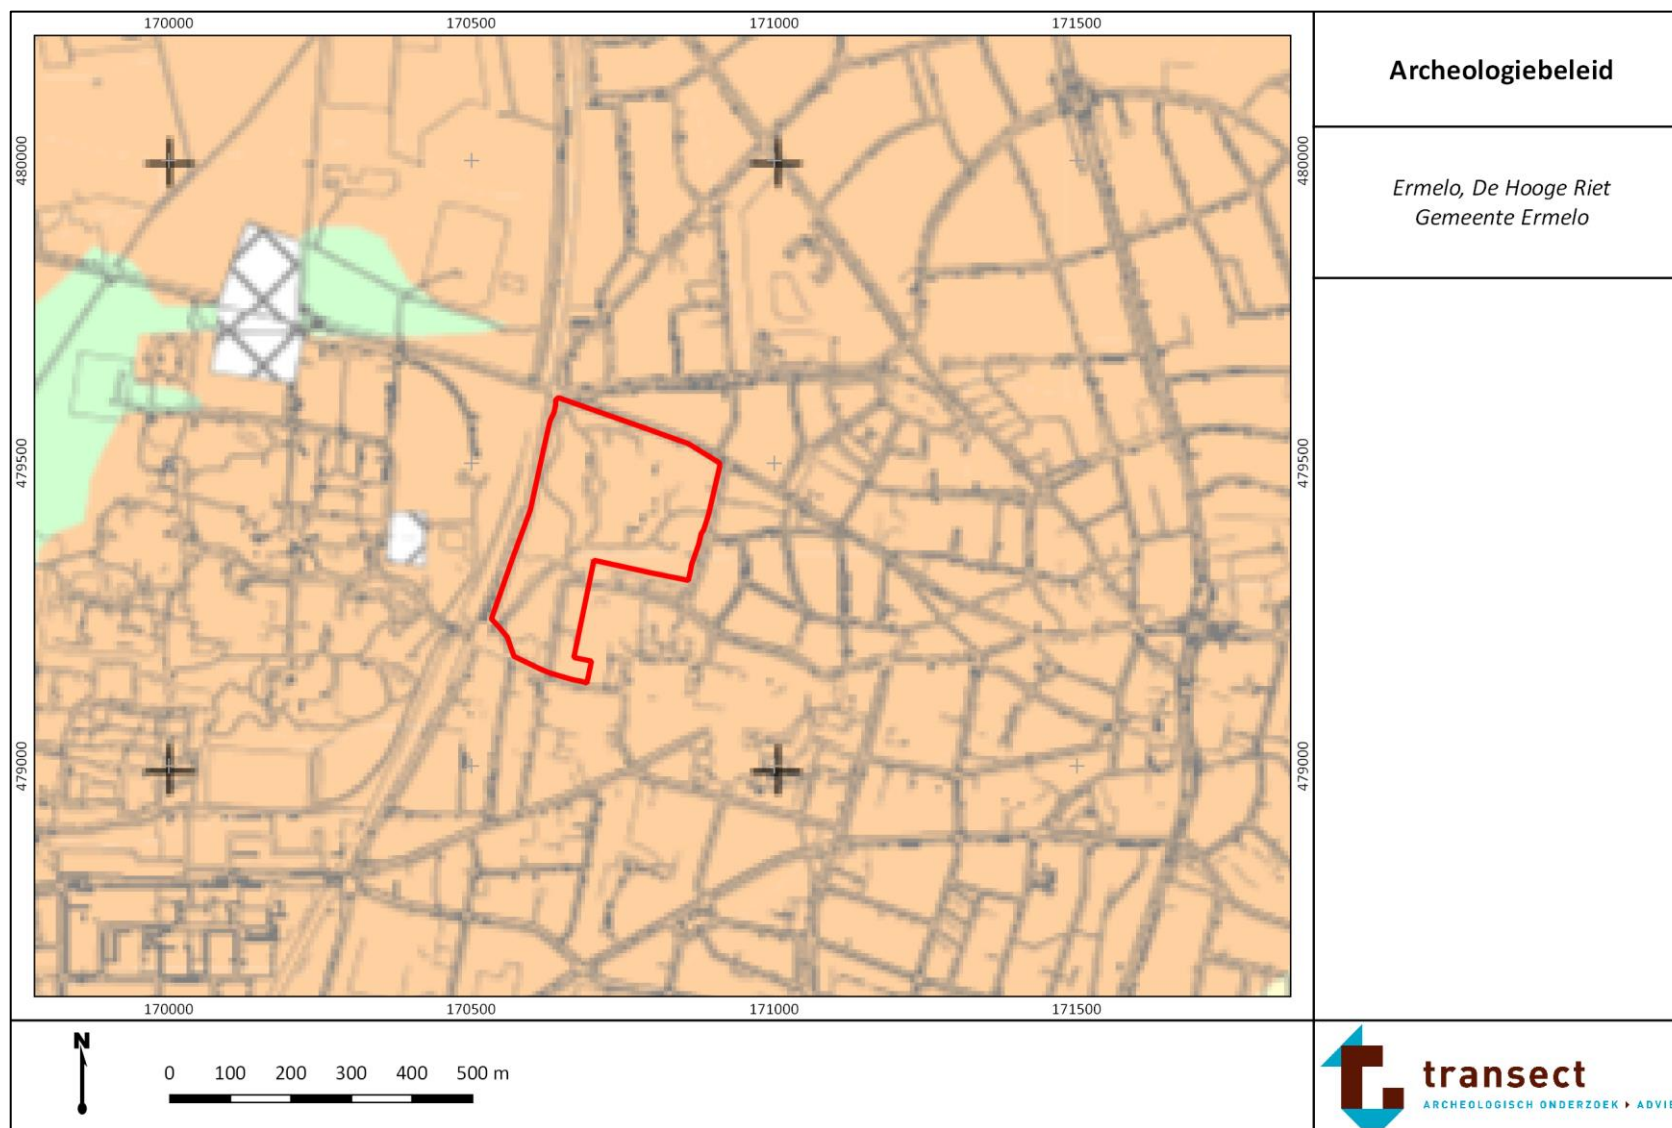 170000 170500 171000 171500
Archeologiebeleid
Ermelo, De Hooge Riet
Gemeente Ermelo
480000 480000
479500 479500
479000 479000
170000 170500 171000 171500
N
0 100 200 300 400 500 m
transect
ARCHEOLOGISCH ONDERZOEK ▸ ADVIE